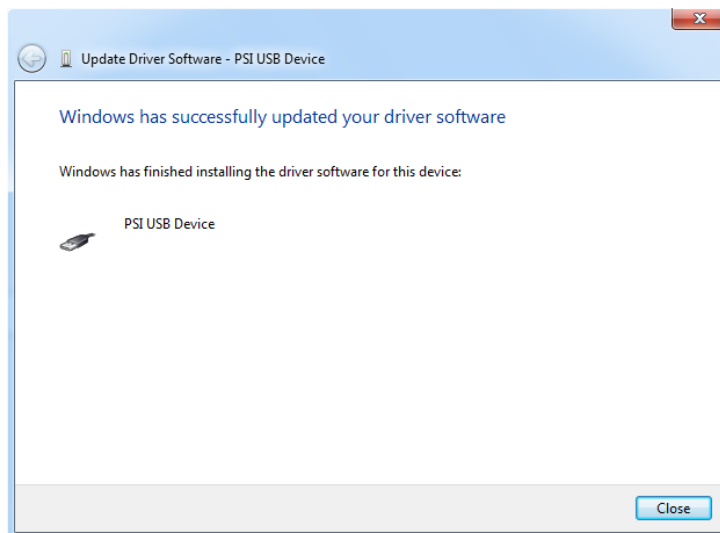 Update Driver Software - PSI USB Device
Windows has successfully updated your driver software
Windows has finished installing the driver software for this device:
PSI USB Device
Close